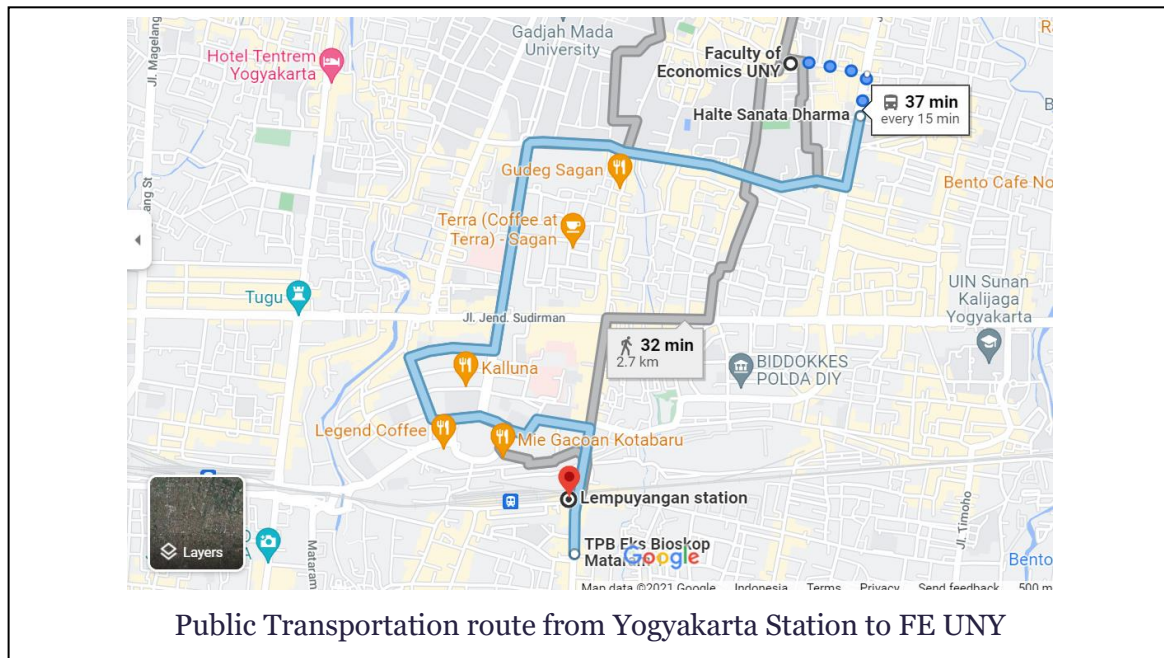 Gadjah Mada
University
Hotel Tentrem
Yogyakarta
Jl. Magelang
Faculty of
Economics UNY
37 min
every 15 min
Halte Sanata Dharma
Gudeg Sagan
Bento Cafe No
Terra (Coffee at
Terra) - Sagan
UIN Sunan
Kalijaga
Yogyakarta
Tugu
Jl. Jend. Sudirman
32 min
2.7 km
BIDDOKKES
POLDA DIY
Kalluna
Legend Coffee
Mie Gacoan Kotabaru
Lempuyangan station
Jl. Timoho
Layers
Mataram
TPB Eks Bioskop
Google
Bento
Map data ©2021 Google Indonesia Terms Privacy Send feedback 500 m
Public Transportation route from Yogyakarta Station to FE UNY